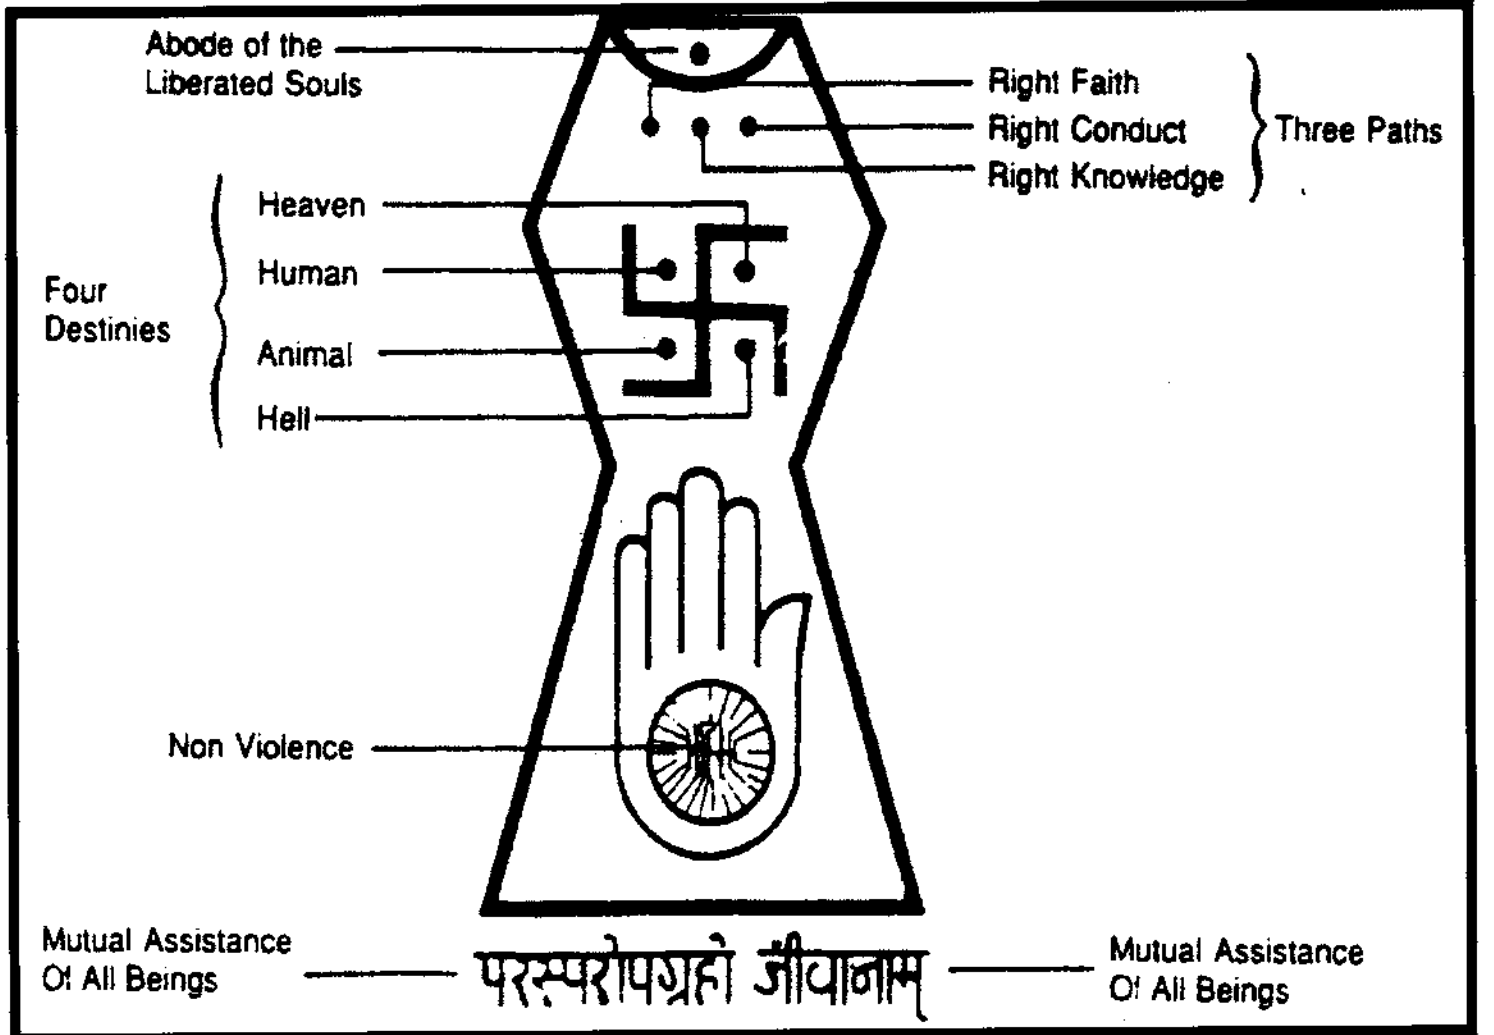 Abode of the
Liberated Souls
Right Faith
Right Conduct
Right Knowledge
Three Paths
Four
Destinies
Heaven
Human
Animal
Hell
Non Violence
Mutual Assistance
Of All Beings
परस्परोपग्रहो जीवानाम्
Mutual Assistance
Of All Beings